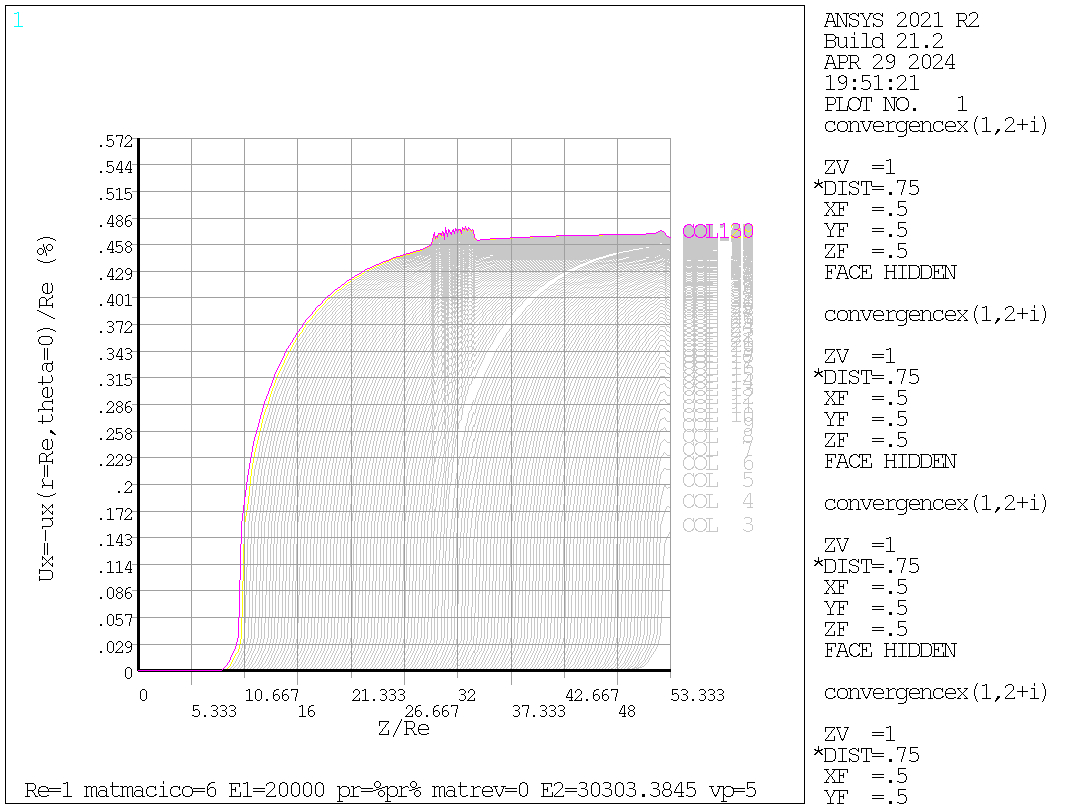 1
ANSYS 2021 R2
Build 21.2
APR 29 2024
19:51:21
PLOT NO.   1
convergencex(1,2+i)
ZV  =1
*DIST=.75
XF  =.5
YF  =.5
ZF  =.5
FACE HIDDEN
convergencex(1,2+i)
ZV  =1
*DIST=.75
XF  =.5
YF  =.5
ZF  =.5
FACE HIDDEN
convergencex(1,2+i)
ZV  =1
*DIST=.75
XF  =.5
YF  =.5
ZF  =.5
FACE HIDDEN
convergencex(1,2+i)
ZV  =1
*DIST=.75
XF  =.5
YF  =.5
Ux=-ux(r=Re,theta=0)/Re (%)
.572
.544
.515
.486
.458
.429
.401
.372
.343
.315
.286
.258
.229
.2
.172
.143
.114
.086
.057
.029
0
COL130
10
8
7
COL 6
COL 5
COL 4
COL 3
0 10.667 21.333 32 42.667 53.333
5.333 16 26.667 37.333 48
Z/Re
Re=1 matmacico=6 E1=20000 pr=%pr% matrev=0 E2=30303.3845 vp=5